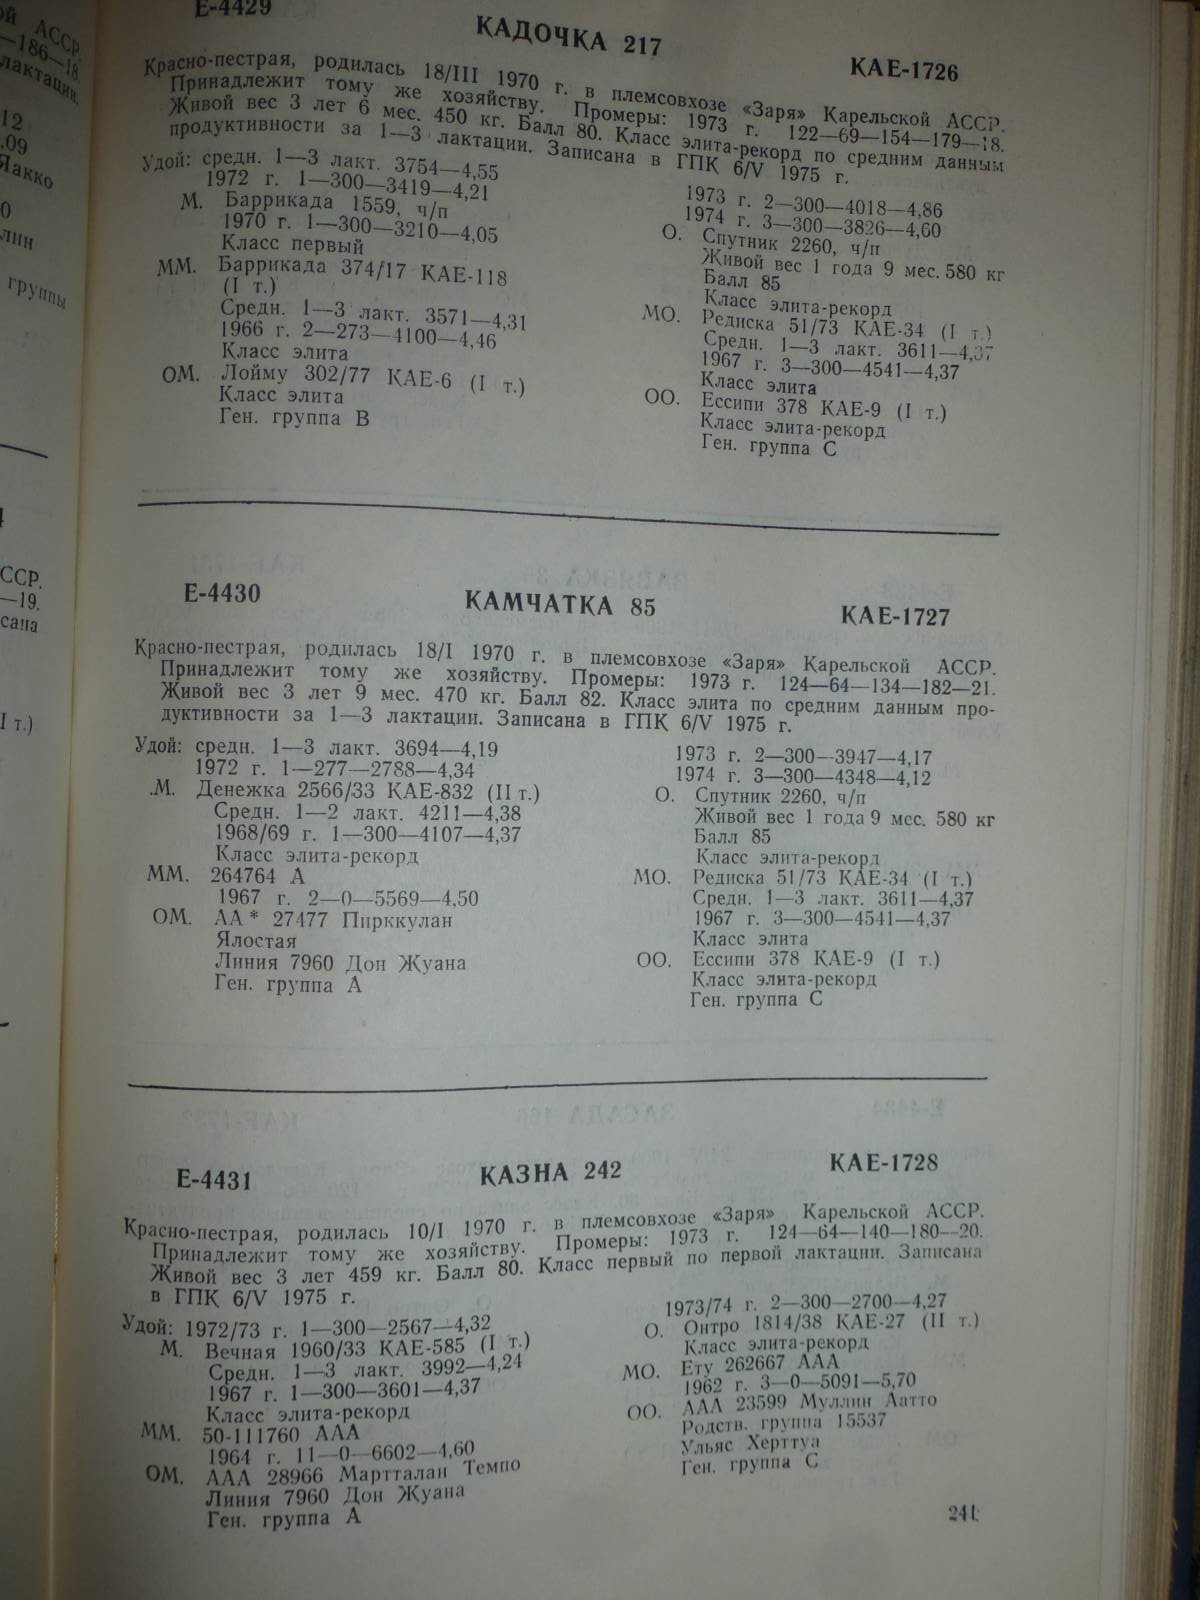 Е-4429
КАДОЧКА 217
КАЕ-1726
Красно-пестрая, родилась 18/III 1970 г. в племсовхозе «Заря» Карельской АССР.
Принадлежит тому же хозяйству. Промеры: 1973 г. 122—69—154—179—18.
Живой вес 3 лет 6 мес. 450 кг. Балл 80. Класс элита-рекорд по средним данным
продуктивности за 1—3 лактации. Записана в ГПК 6/V 1975 г.
Удой: средн. 1—3 лакт. 3754—4,55
1972 г. 1—300—3419—4,21
М. Баррикада 1559, ч/п
1970 г. 1—300—3210—4,05
Класс первый
ММ. Баррикада 374/17 КАЕ-118
(I т.)
Средн. 1—3 лакт. 3571—4,31
1966 г. 2—273—4100—4,46
Класс элита
ОМ. Лойму 302/77 КАЕ-6 (I т.)
Класс элита
Ген. группа В
1973 г. 2—300—4018—4,86
1974 г. 3—300—3826—4,60
О. Спутник 2260, ч/п
Живой вес 1 года 9 мес. 580 кг
Балл 85
Класс элита-рекорд
МО. Редиска 51/73 КАЕ-34 (I т.)
Средн. 1—3 лакт. 3611—4,37
1967 г. 3—300—4541—4,37
Класс элита
ОО. Ессипи 378 КАЕ-9 (I т.)
Класс элита-рекорд
Ген. группа С
Е-4430
КАМЧАТКА 85
КАЕ-1727
Красно-пестрая, родилась 18/I 1970 г. в племсовхозе «Заря» Карельской АССР.
Принадлежит тому же хозяйству. Промеры: 1973 г. 124—64—134—182—21.
Живой вес 3 лет 9 мес. 470 кг. Балл 82. Класс элита по средним данным про-
дуктивности за 1—3 лактации. Записана в ГПК 6/V 1975 г.
Удой: средн. 1—3 лакт. 3694—4,19
1972 г. 1—277—2788—4,34
М. Денежка 2566/33 КАЕ-832 (II т.)
Средн. 1—2 лакт. 4211—4,38
1968/69 г. 1—300—4107—4,37
Класс элита-рекорд
ММ. 264764 А
1967 г. 2—0—5569—4,50
ОМ. АА* 27477 Пирккулан
Ялостая
Линия 7960 Дон Жуана
Ген. группа А
1973 г. 2—300—3947—4,17
1974 г. 3—300—4348—4,12
О. Спутник 2260, ч/п
Живой вес 1 года 9 мес. 580 кг
Балл 85
Класс элита-рекорд
МО. Редиска 51/73 КАЕ-34 (I т.)
Средн. 1—3 лакт. 3611—4,37
1967 г. 3—300—4541—4,37
Класс элита
ОО. Ессипи 378 КАЕ-9 (I т.)
Класс элита-рекорд
Ген. группа С
Е-4431
КАЗНА 242
КАЕ-1728
Красно-пестрая, родилась 10/I 1970 г. в племсовхозе «Заря» Карельской АССР.
Принадлежит тому же хозяйству. Промеры: 1973 г. 124—64—140—180—20.
Живой вес 3 лет 459 кг. Балл 80. Класс первый по первой лактации. Записана
в ГПК 6/V 1975 г.
Удой: 1972/73 г. 1—300—2567—4,32
М. Вечная 1960/33 КАЕ-585 (I т.)
Средн. 1—3 лакт. 3992—4,24
1967 г. 1—300—3601—4,37
Класс элита-рекорд
ММ. 50-111760 ААА
1964 г. 11—0—6602—4,60
ОМ. ААА 28966 Мартталан Темпо
Линия 7960 Дон Жуана
Ген. группа А
1973/74 г. 2—300—2700—4,27
О. Онтро 1814/38 КАЕ-27 (II т.)
Класс элита-рекорд
МО. Ету 262667 ААА
1962 г. 3—0—5091—5,70
ОО. ААА 23599 Муллин Аатто
Родств. группа 15537
Ульяс Херттуа
Ген. группа С
241